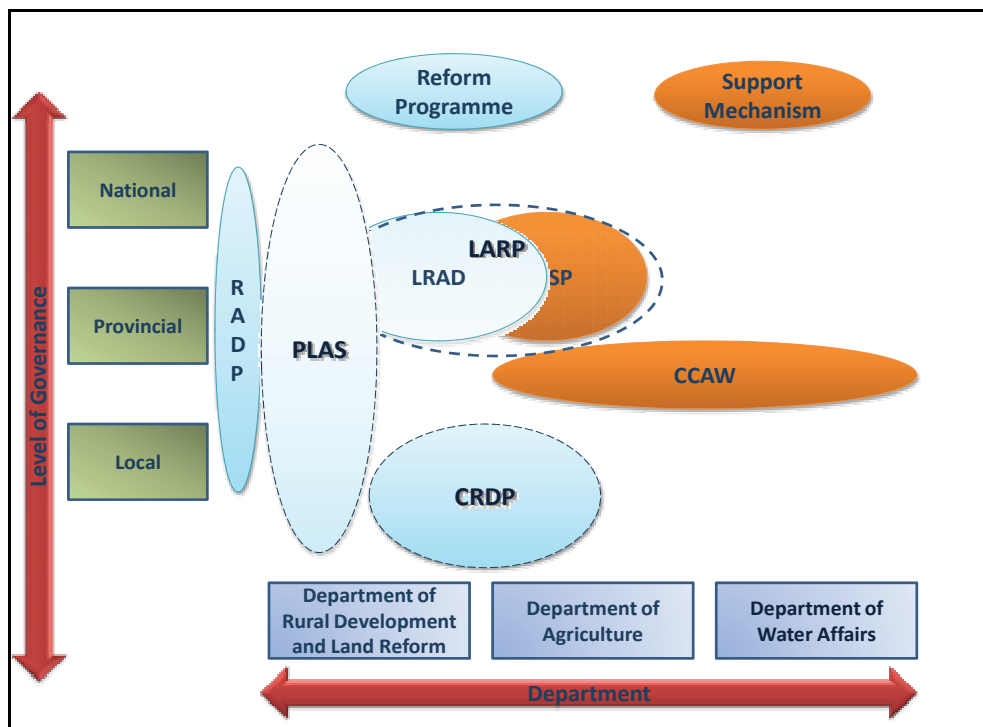 Reform
Programme
Support
Mechanism
Level of Governance
National
Provincial
Local
R
A
D
P
PLAS
LARP
LRAD
SP
CCAW
CRDP
Department of
Rural Development
and Land Reform
Department of
Agriculture
Department of
Water Affairs
Department